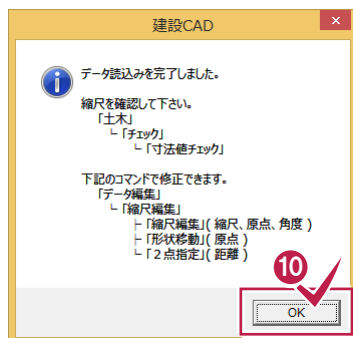 建設CAD
データ読込みを完了しました。
縮尺を確認して下さい。
「土木」
└「チェック」
└「寸法値チェック」
下記のコマンドで修正できます。
「データ編集」
└「縮尺編集」
├「縮尺編集」( 縮尺、原点、角度 )
├「形状移動」( 原点 )
└「２点指定」( 距離 )
⑩
OK